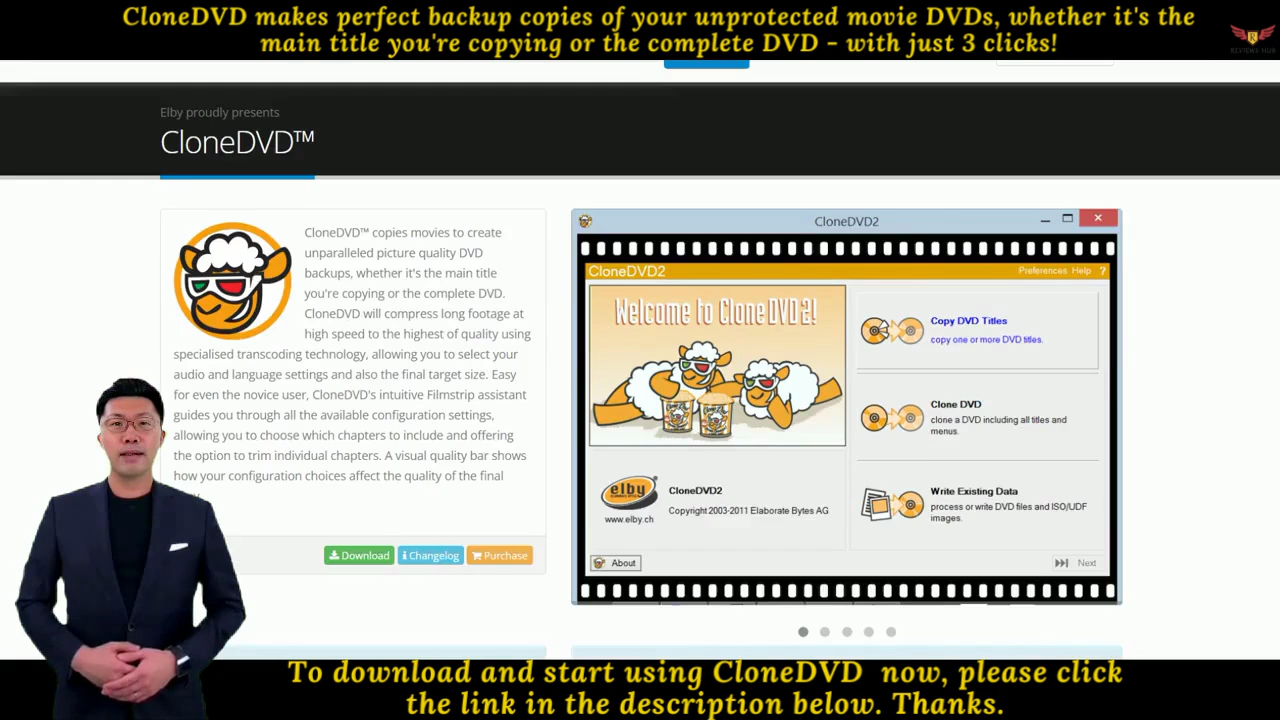 CloneDVD makes perfect backup copies of your unprotected movie DVDs, whether it's the
main title you're copying or the complete DVD - with just 3 clicks!
Elby proudly presents
CloneDVD™
CloneDVD™ copies movies to create
unparalleled picture quality DVD
backups, whether it's the main title
you're copying or the complete DVD.
CloneDVD will compress long footage at
high speed to the highest of quality using
specialised transcoding technology, allowing you to select your
audio and language settings and also the final target size. Easy
for even the novice user, CloneDVD's intuitive Filmstrip assistant
guides you through all the available configuration settings,
allowing you to choose which chapters to include and offering
the option to trim individual chapters. A visual quality bar shows
how your configuration choices affect the quality of the final
Download
Changelog
Purchase
CloneDVD2
CloneDVD2
Preferences Help ?
Welcome to CloneDVD2!
Copy DVD Titles
copy one or more DVD titles.
Clone DVD
clone a DVD including all titles and
menus.
elby
www.elby.ch
CloneDVD2
Copyright 2003-2011 Elaborate Bytes AG
Write Existing Data
process or write DVD files and ISO/UDF
images.
About
Next
To download and start using CloneDVD now, please click
the link in the description below. Thanks.